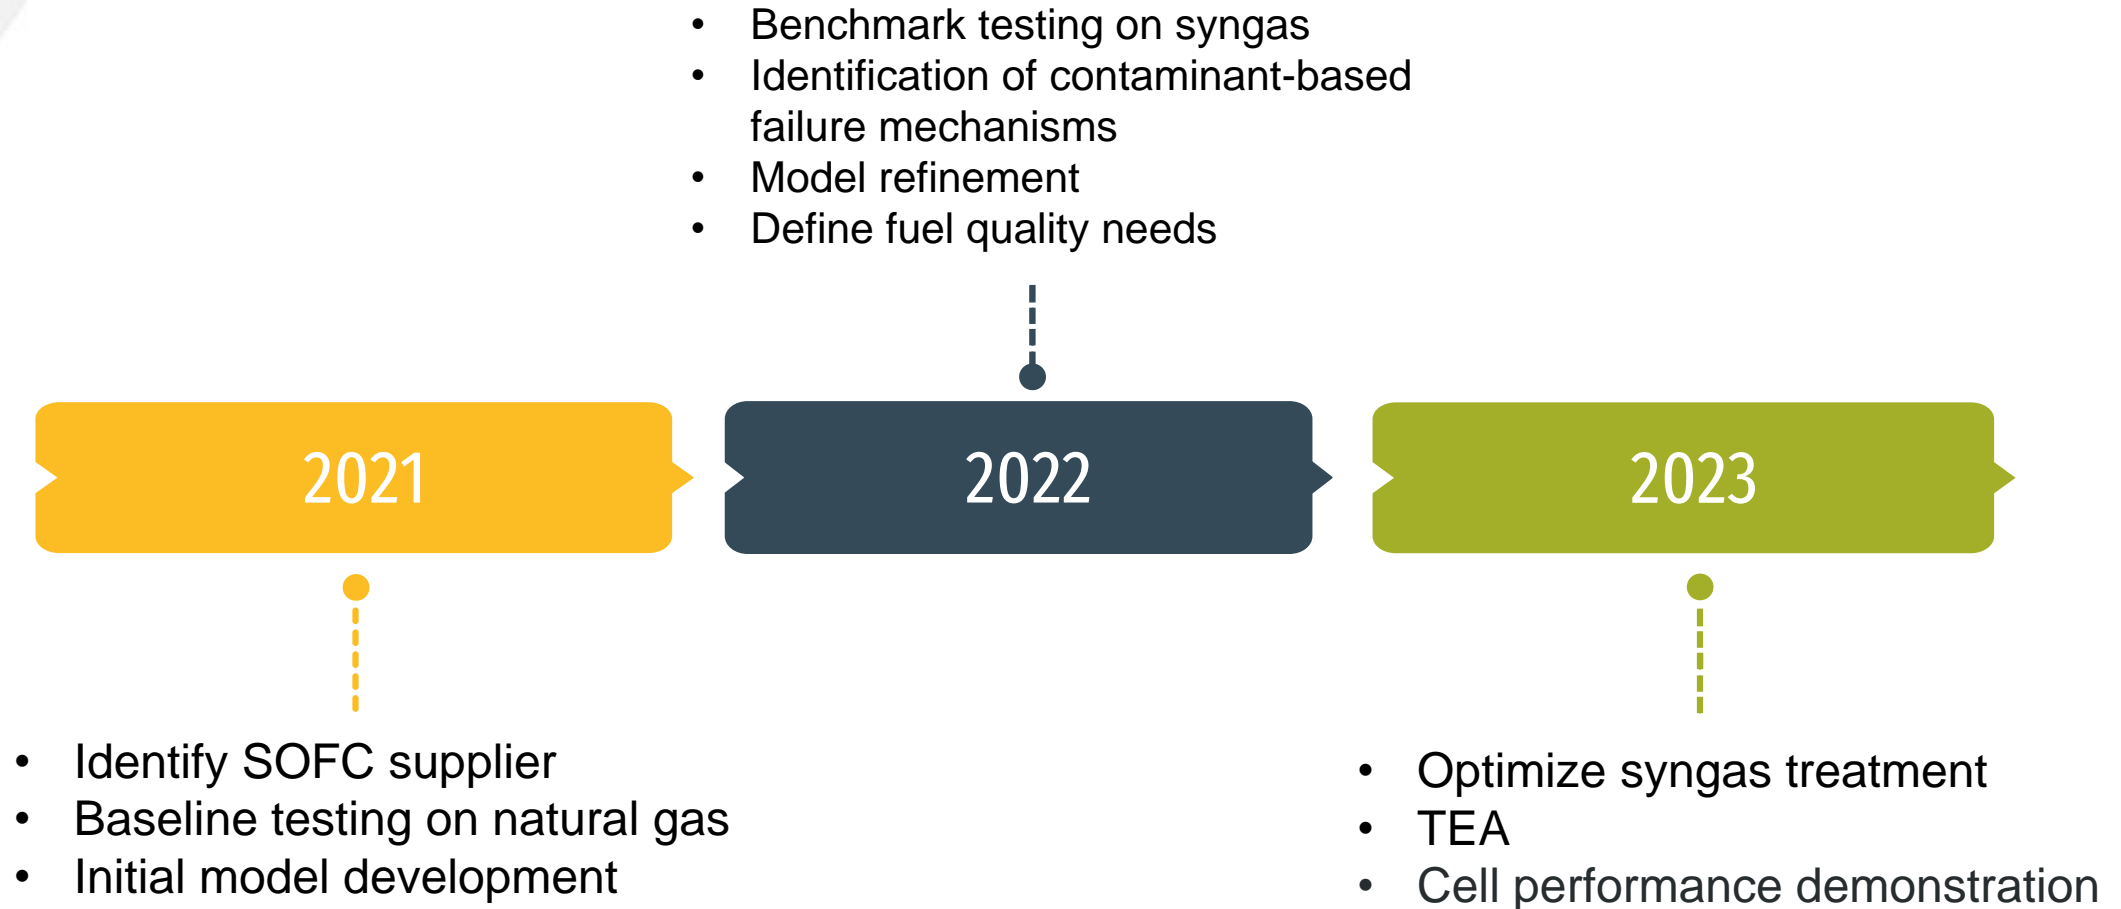 • Benchmark testing on syngas
• Identification of contaminant-based
failure mechanisms
• Model refinement
• Define fuel quality needs
2021
2022
2023
• Identify SOFC supplier
• Baseline testing on natural gas
• Initial model development
• Optimize syngas treatment
• TEA
• Cell performance demonstration